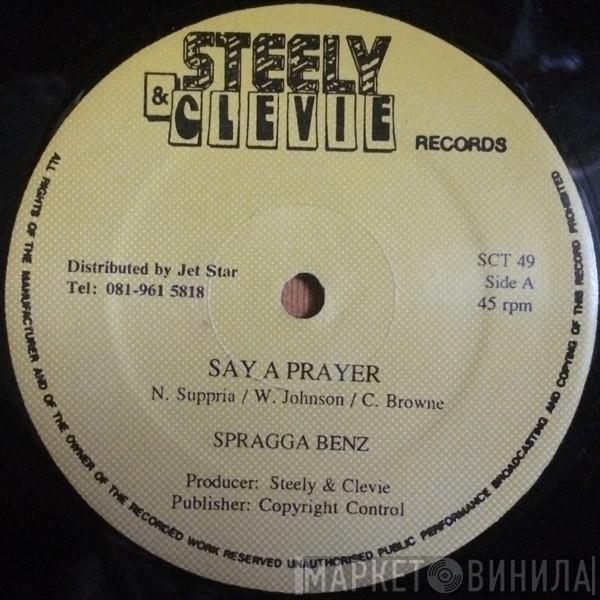 STEELY
& CLEVIE RECORDS
ALL RIGHTS OF THE MANUFACTURER AND OF THE OWNER OF THE RECORDED WORK RESERVED UNAUTHORISED PUBLIC PERFORMANCE BROADCASTING AND COPYING OF THIS RECORD PROHIBITED
Distributed by Jet Star
Tel: 081-961 5818
SCT 49
Side A
45 rpm
SAY A PRAYER
N. Suppria / W. Johnson / C. Browne
SPRAGGA BENZ
Producer: Steely & Clevie
Publisher: Copyright Control
МАРКЕТ ВИНИЛА